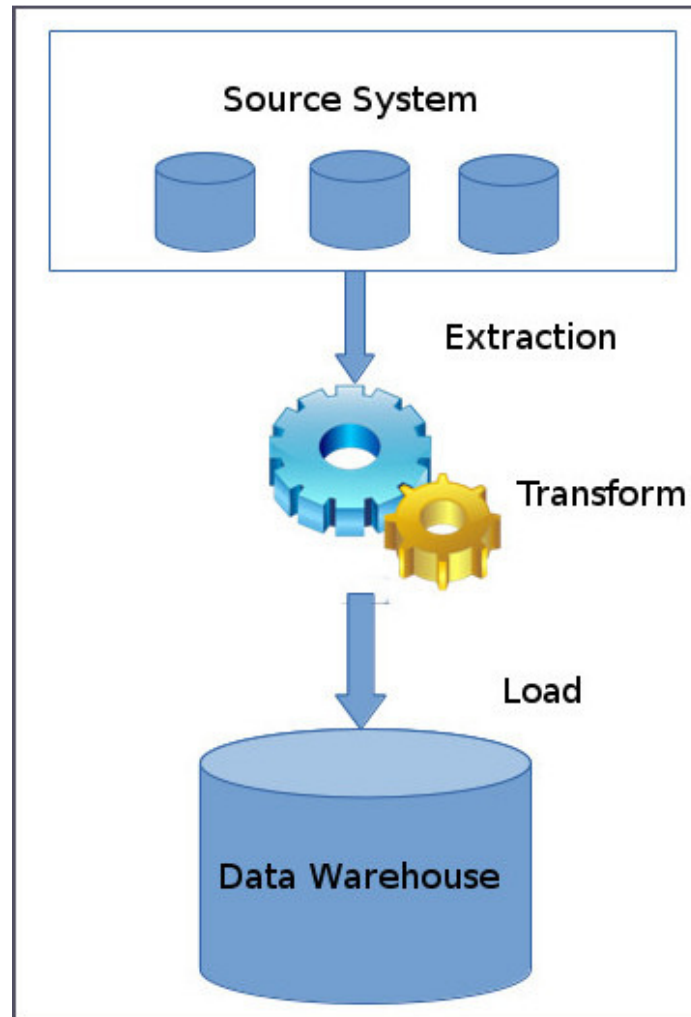 Source System
Extraction
Transform
Load
Data Warehouse